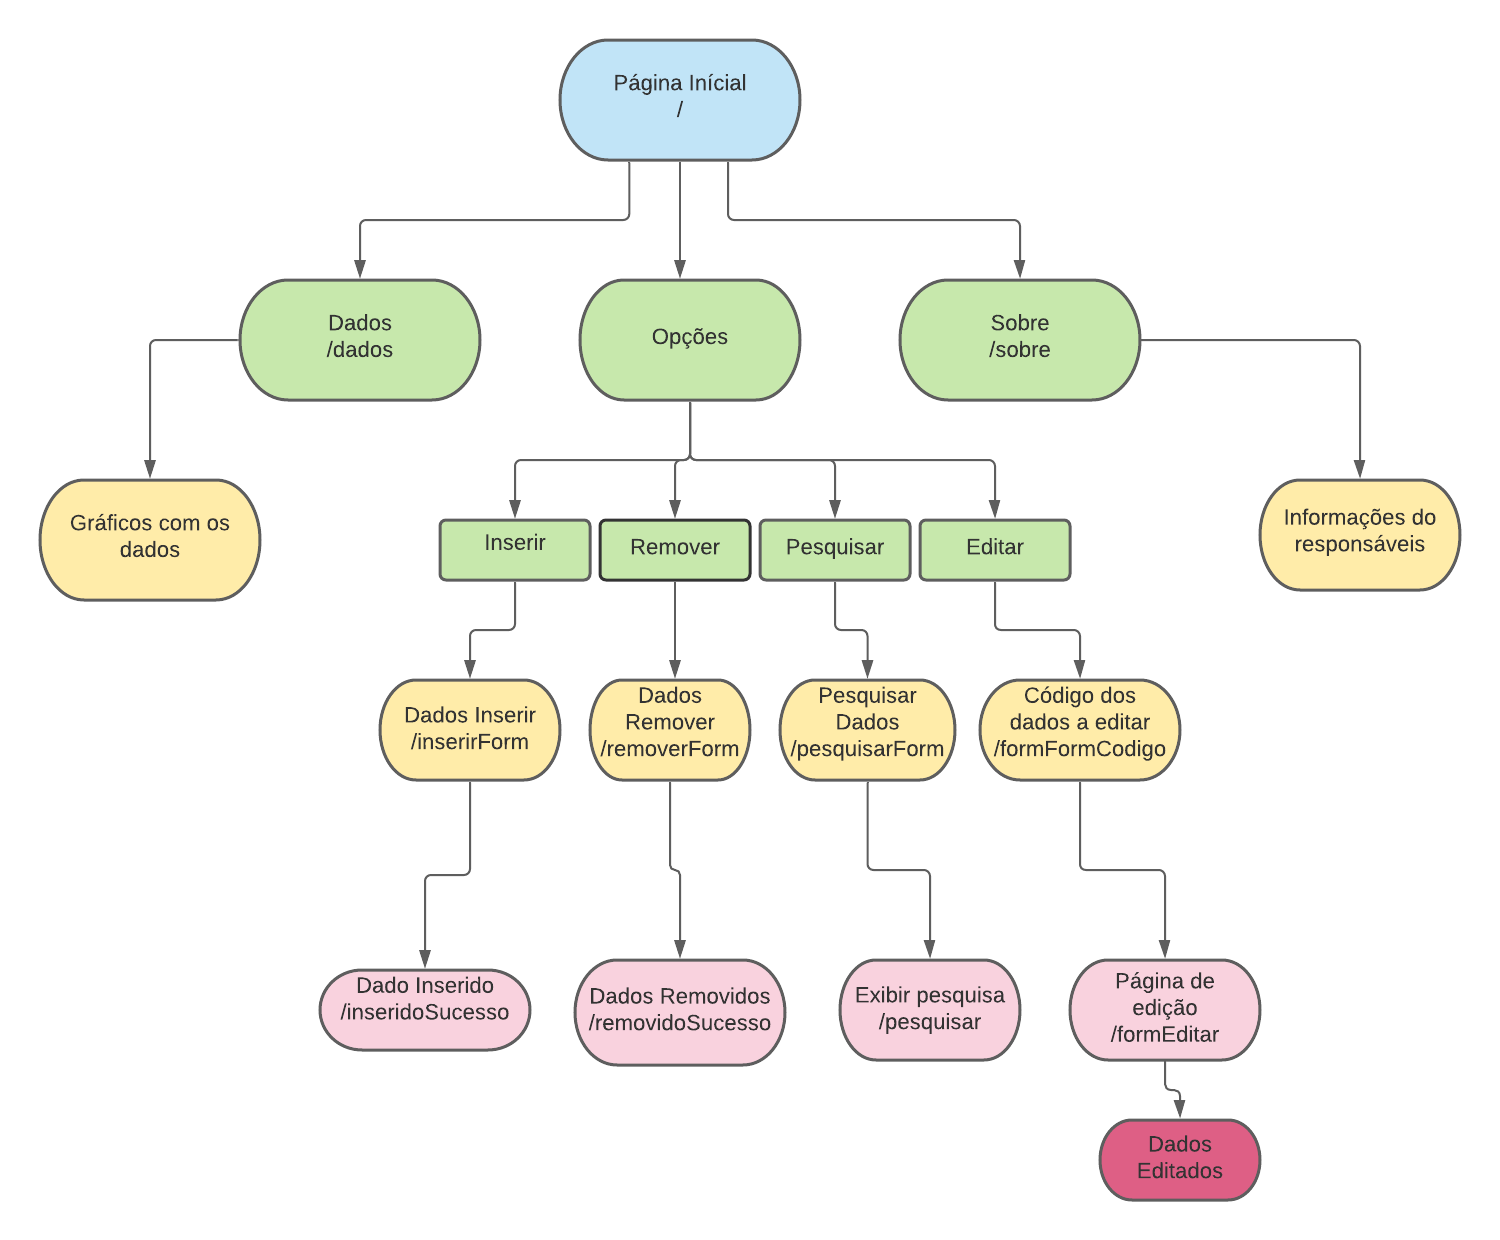 Página Inícial
/
Dados
/dados
Opções
Sobre
/sobre
Gráficos com os
dados
Informações do
responsáveis
Inserir
Remover
Pesquisar
Editar
Dados Inserir
/inserirForm
Dados
Remover
/removerForm
Pesquisar
Dados
/pesquisarForm
Código dos
dados a editar
/formFormCodigo
Dado Inserido
/inseridoSucesso
Dados Removidos
/removidoSucesso
Exibir pesquisa
/pesquisar
Página de
edição
/formEditar
Dados
Editados